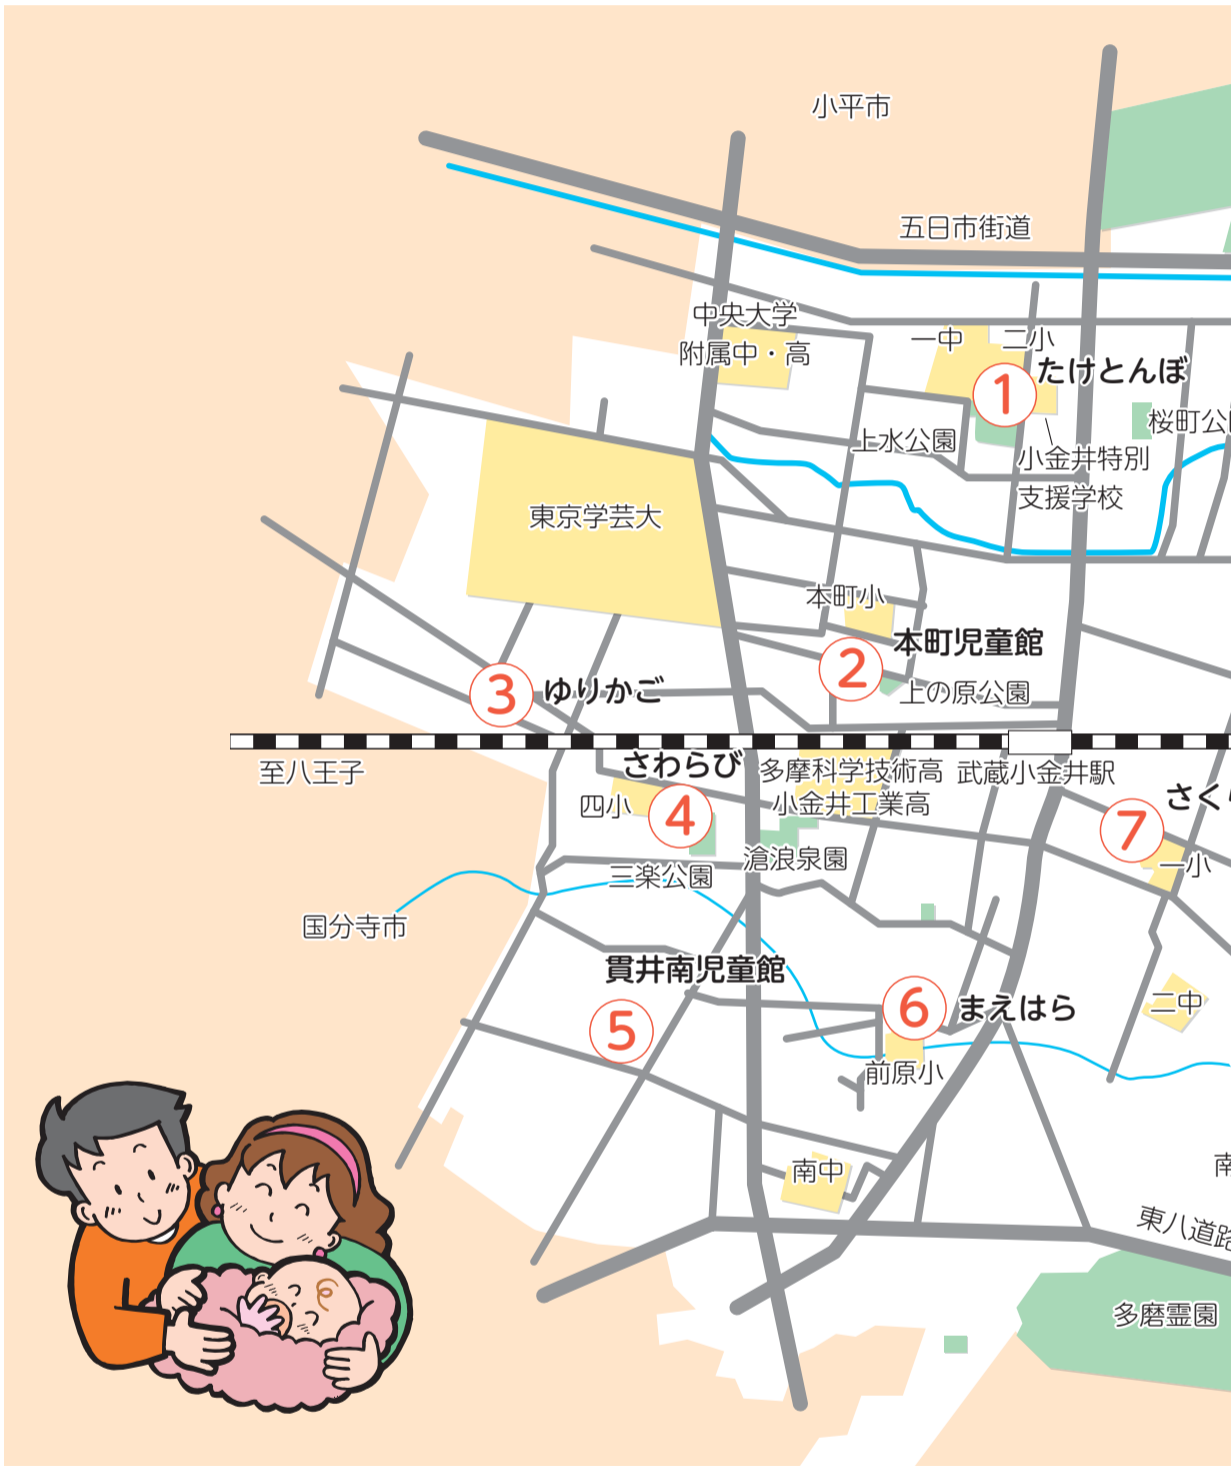 小平市
五日市街道
中央大学
附属中・高
一中
二小
① たけとんぼ
上水公園
桜町公
小金井特別
支援学校
東京学芸大
本町小
② 本町児童館
上の原公園
③ ゆりかご
至八王子
さわらび
④
四小
多摩科学技術高
小金井工業高
武蔵小金井駅
さく
⑦
一小
三楽公園
滄浪泉園
国分寺市
貫井南児童館
⑤
⑥ まえはら
前原小
二中
南中
南
東八道路
多磨霊園